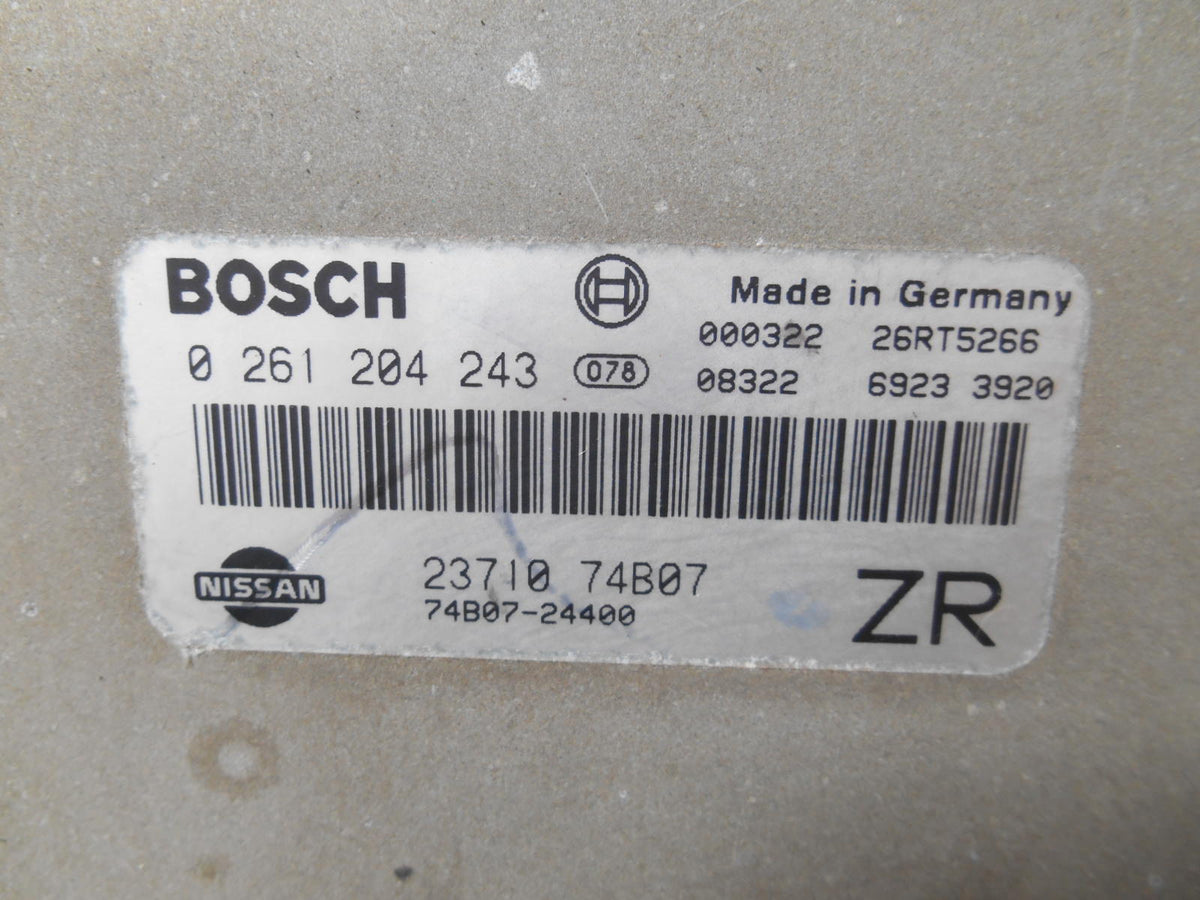 BOSCH
Made in Germany
000322 26RT5266
0 261 204 243 078
08322 6923 3920
NISSAN
23710 74B07
74B07-24400
ZR